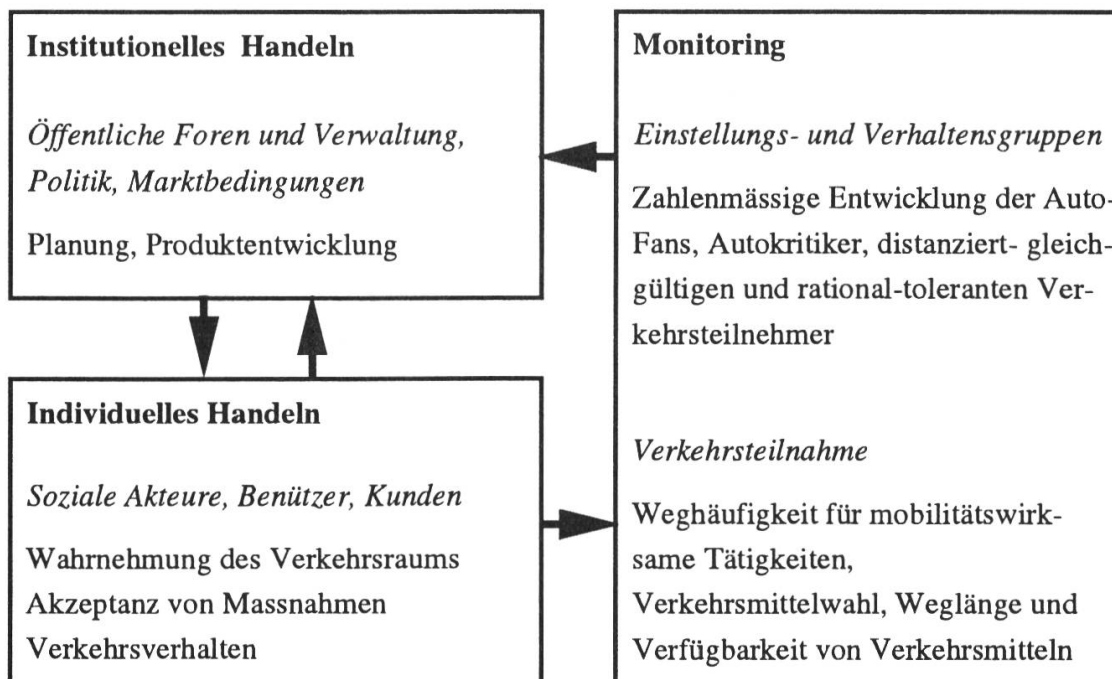 Institutionelles Handeln
Öffentliche Foren und Verwaltung,
Politik, Marktbedingungen
Planung, Produktentwicklung
Individuelles Handeln
Soziale Akteure, Benützer, Kunden
Wahrnehmung des Verkehrsraums
Akzeptanz von Massnahmen
Verkehrsverhalten
Monitoring
Einstellungs- und Verhaltensgruppen
Zahlenmässige Entwicklung der Auto-
Fans, Autokritiker, distanziert- gleich-
gültigen und rational-toleranten Ver-
kehrsteilnehmer
Verkehrsteilnahme
Weghäufigkeit für mobilitätswirk-
same Tätigkeiten,
Verkehrsmittelwahl, Weglänge und
Verfügbarkeit von Verkehrsmitteln